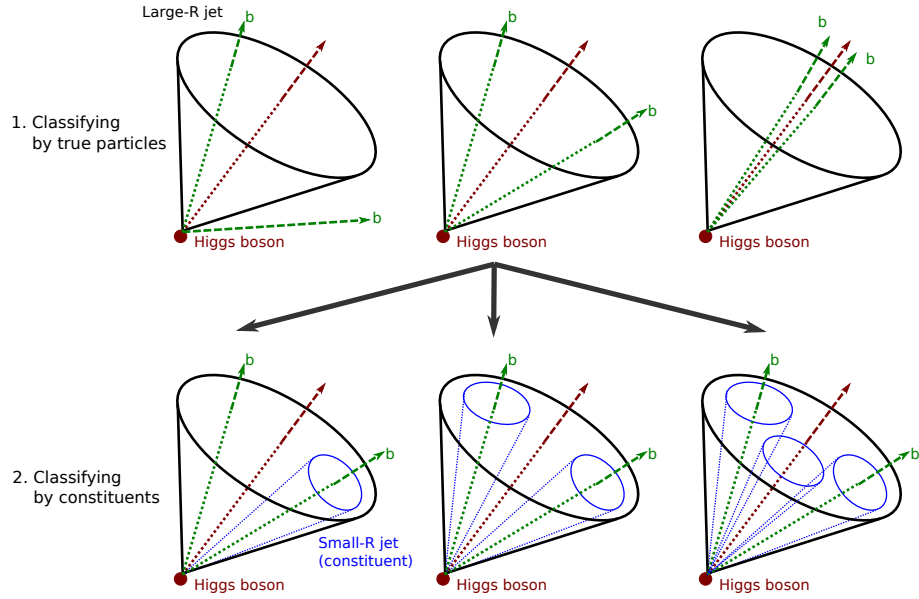 Large-R jet
b
b
b
b
b
b
1. Classifying
by true particles
Higgs boson
Higgs boson
Higgs boson
b
b
b
b
b
b
2. Classifying
by constituents
Small-R jet
(constituent)
Higgs boson
Higgs boson
Higgs boson